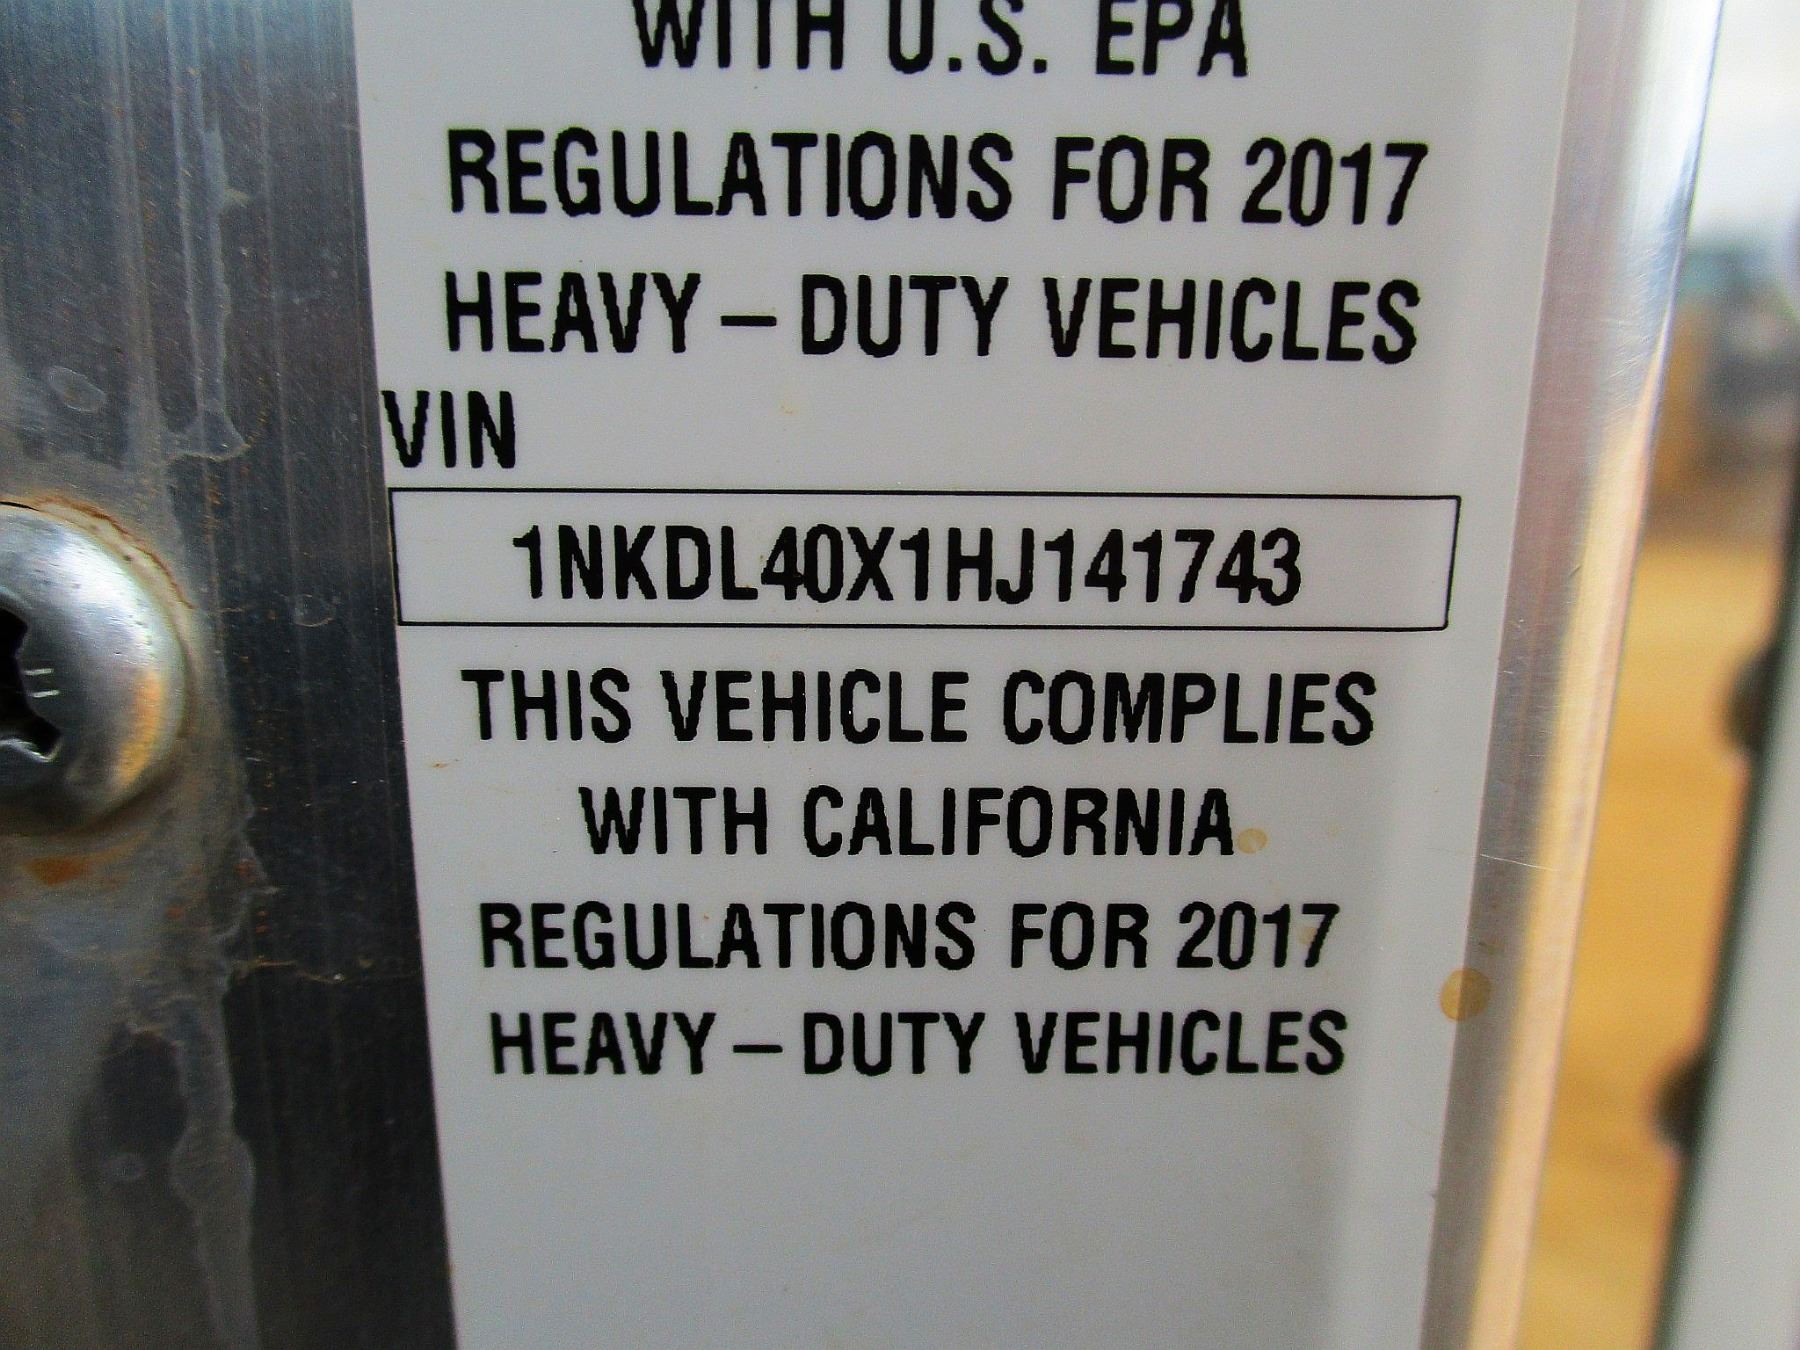 WITH U.S. EPA
REGULATIONS FOR 2017
HEAVY – DUTY VEHICLES
VIN
1NKDL40X1HJ141743
THIS VEHICLE COMPLIES
WITH CALIFORNIA
REGULATIONS FOR 2017
HEAVY – DUTY VEHICLES